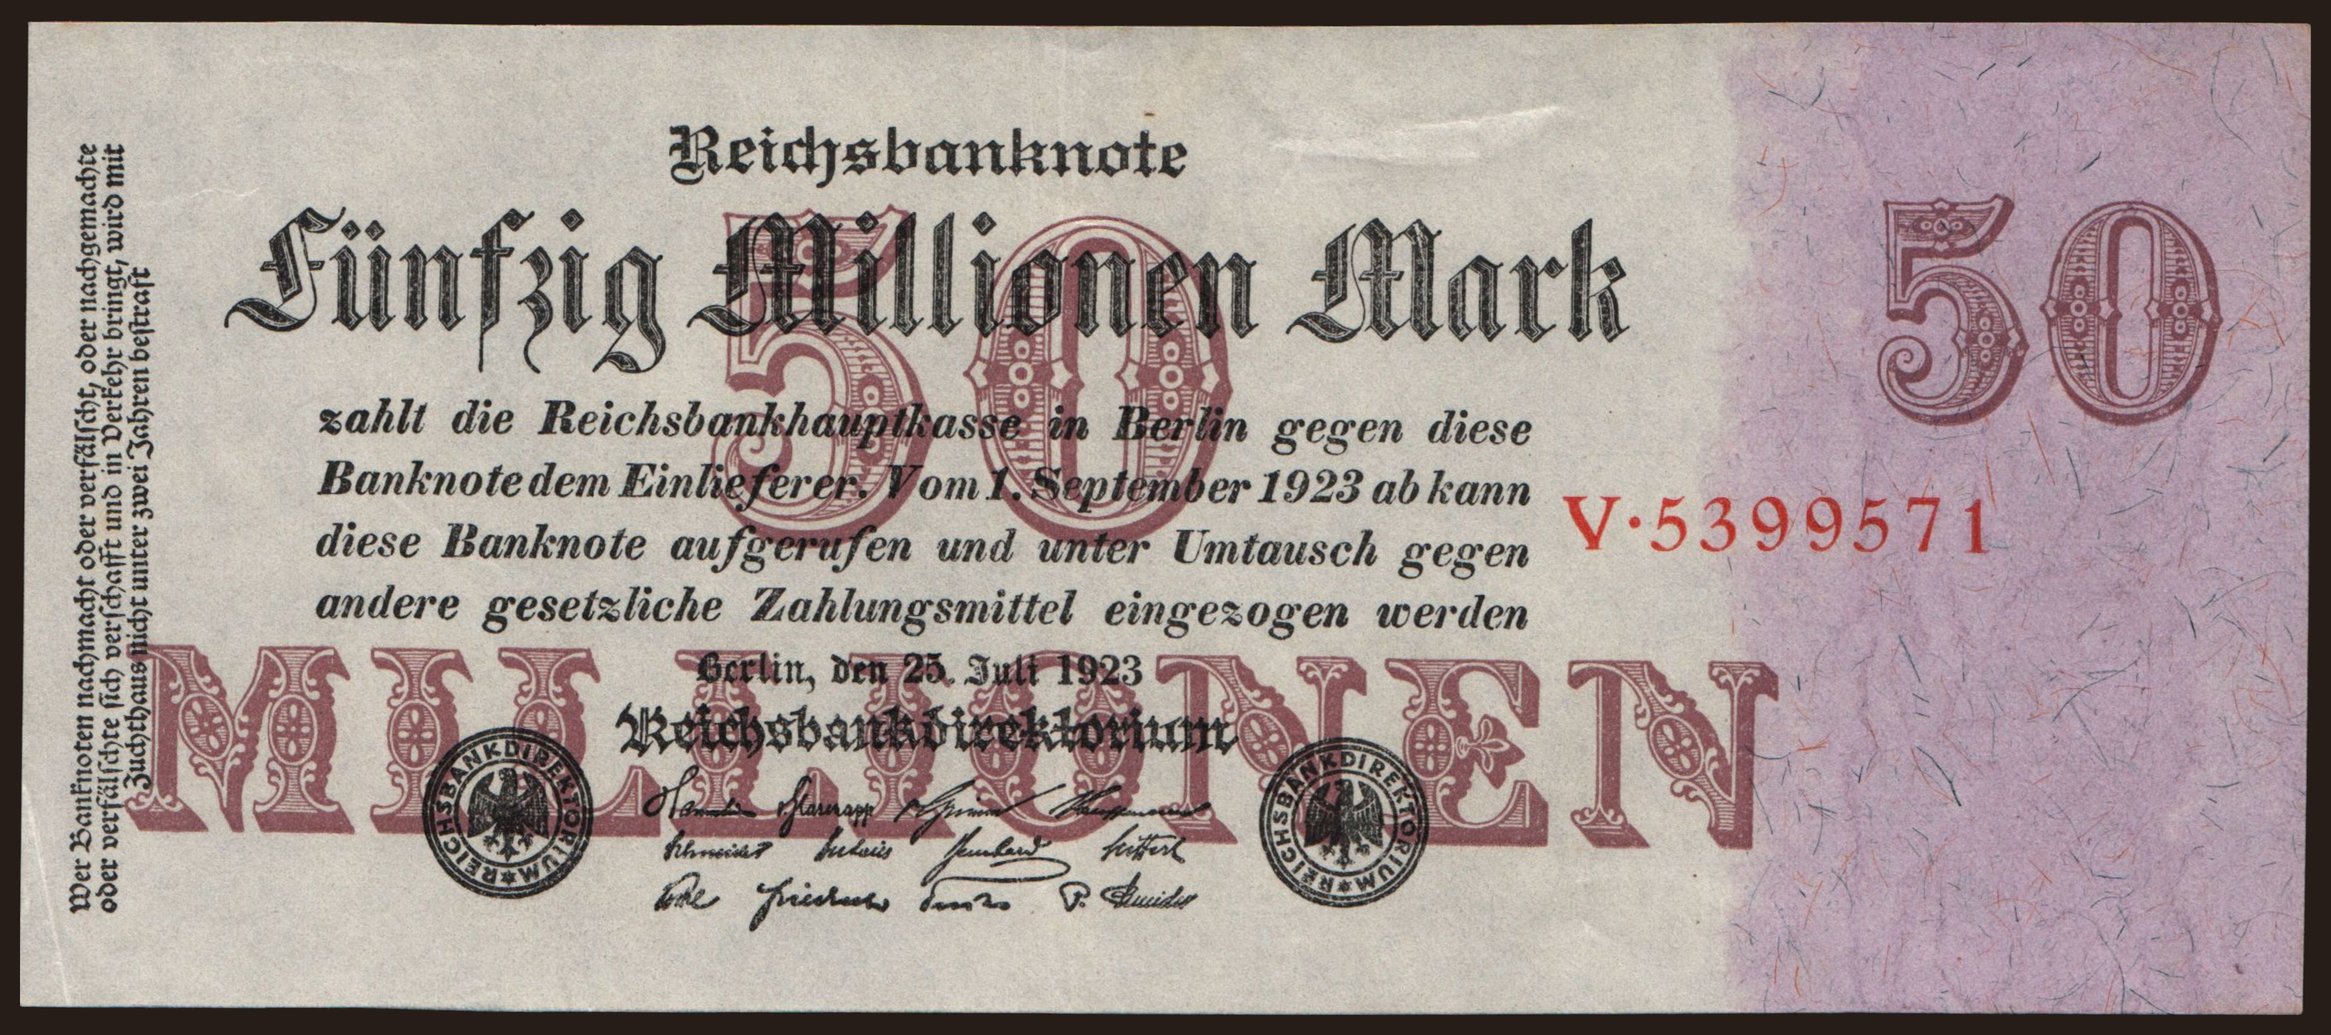 Reichsbanknote
Fünfzig Millionen Mark
50
50
zahlt die Reichsbankhauptkasse in Berlin gegen diese
Banknote dem Einlieferer. Vom 1. September 1923 ab kann
diese Banknote aufgerufen und unter Umtausch gegen
andere gesetzliche Zahlungsmittel eingezogen werden
V·5399571
MILLIONEN
Berlin, den 25. Juli 1923
Reichsbankdirektorium
REICHSBANKDIREKTORIUM
REICHSBANKDIREKTORIUM
Wer Banknoten nachmacht oder verfälscht, oder nachgemachte
oder verfälschte sich verschafft und in Verkehr bringt, wird mit
Zuchthaus nicht unter zwei Jahren bestraft